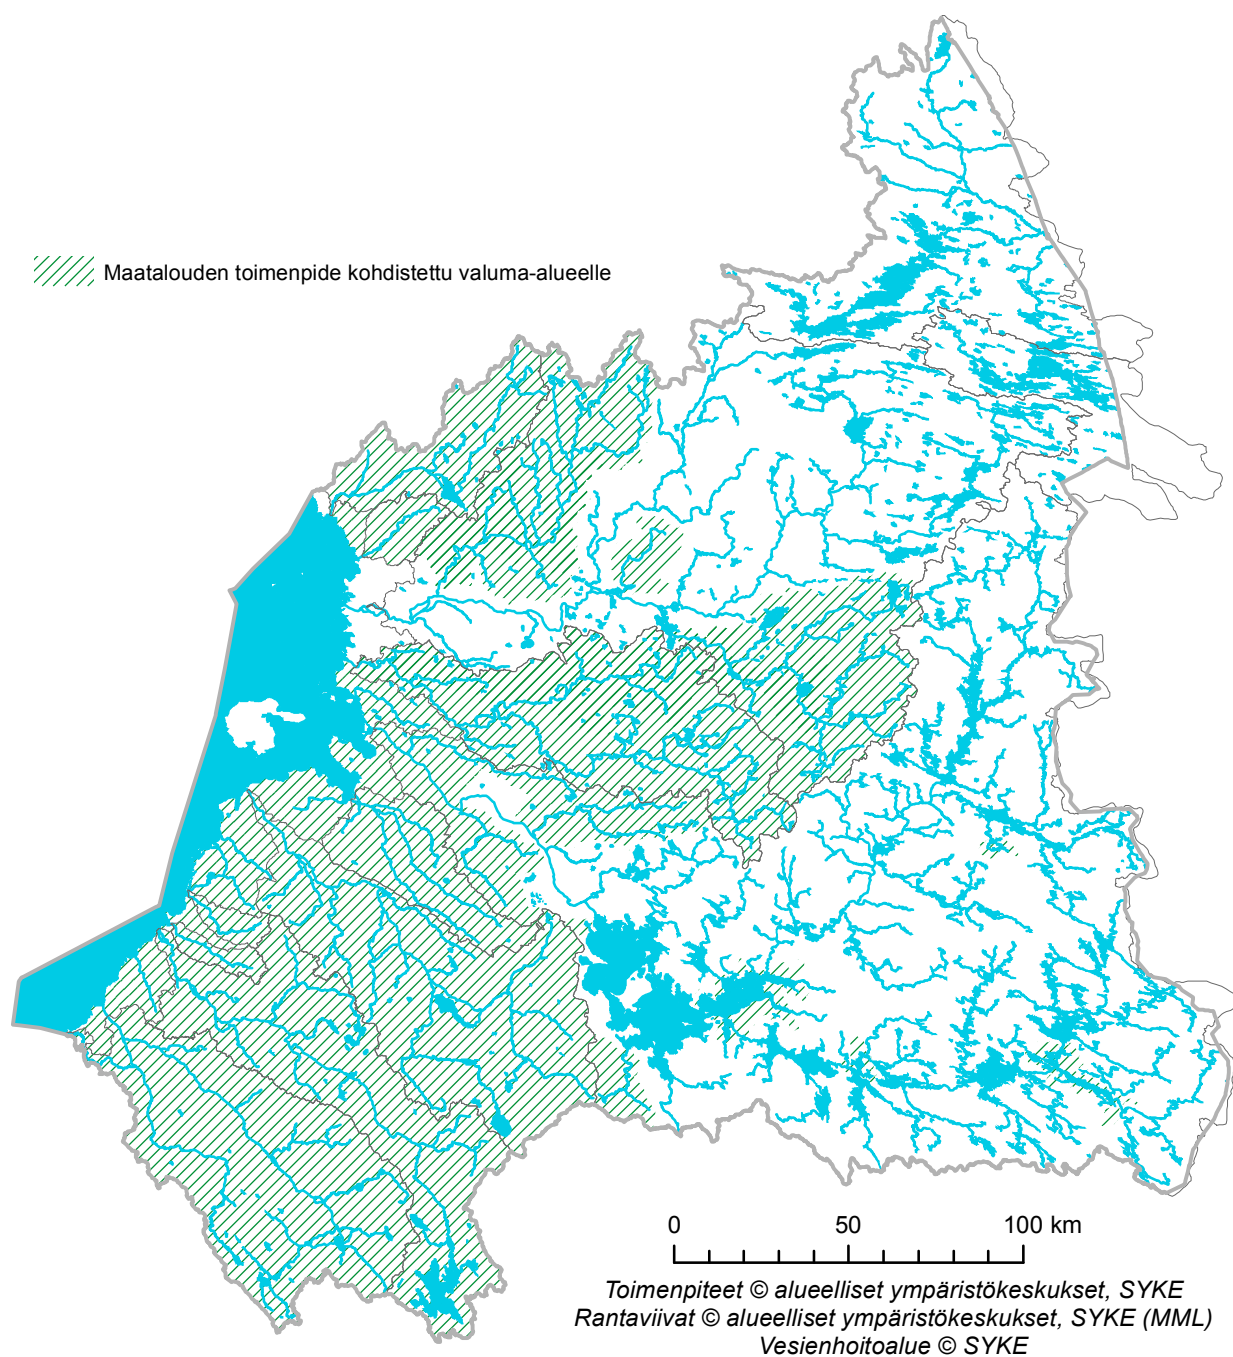 Maatalouden toimenpide kohdistettu valuma-alueelle
0 50 100 km
Toimenpiteet © alueelliset ympäristökeskukset, SYKE
Rantaviivat © alueelliset ympäristökeskukset, SYKE (MML)
Vesienhoitoalue © SYKE